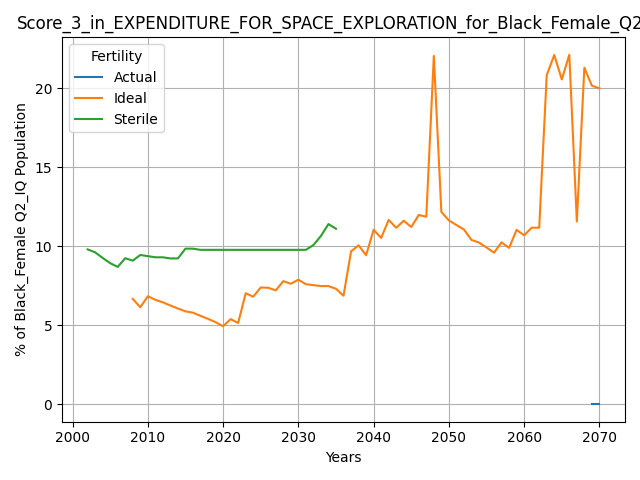 Score_3_in_EXPENDITURE_FOR_SPACE_EXPLORATION_for_Black_Female_Q2
Fertility
Actual
Ideal
Sterile
% of Black_Female Q2_IQ Population
20
15
10
5
0
2000 2010 2020 2030 2040 2050 2060 2070
Years